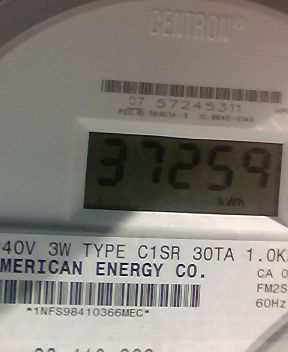 CENTRON®
07 57245311
37259
kWh
40V 3W TYPE C1SR 30TA 1.0K
MERICAN ENERGY CO.
CA 0
FM2S
60Hz
*1NFS98410366MEC*